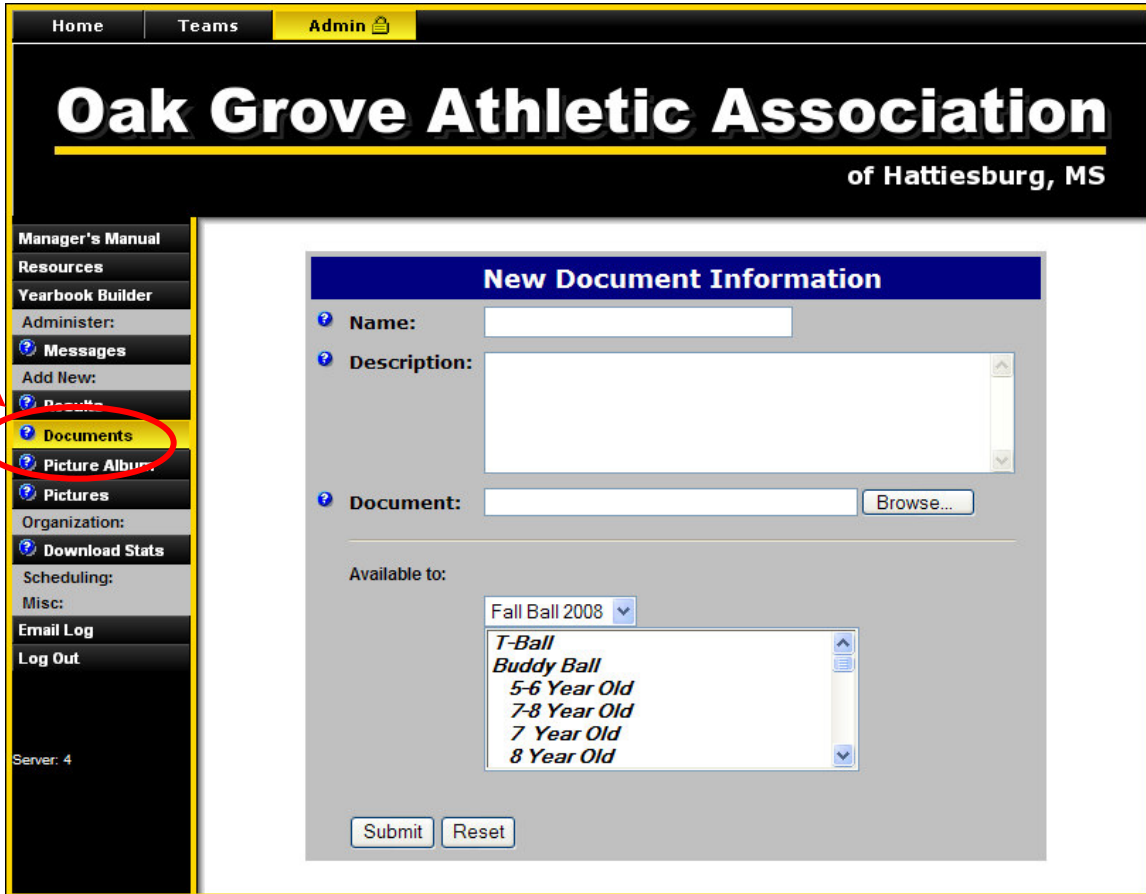 Home Teams Admin
Oak Grove Athletic Association
of Hattiesburg, MS
Manager's Manual
Resources
Yearbook Builder
Administer:
Messages
Add New:
Results
Documents
Picture Album
Pictures
Organization:
Download Stats
Scheduling:
Misc:
Email Log
Log Out
Server: 4
New Document Information
Name:
Description:
Document: Browse...
Available to:
Fall Ball 2008
T-Ball
Buddy Ball
5-6 Year Old
7-8 Year Old
7 Year Old
8 Year Old
Submit Reset